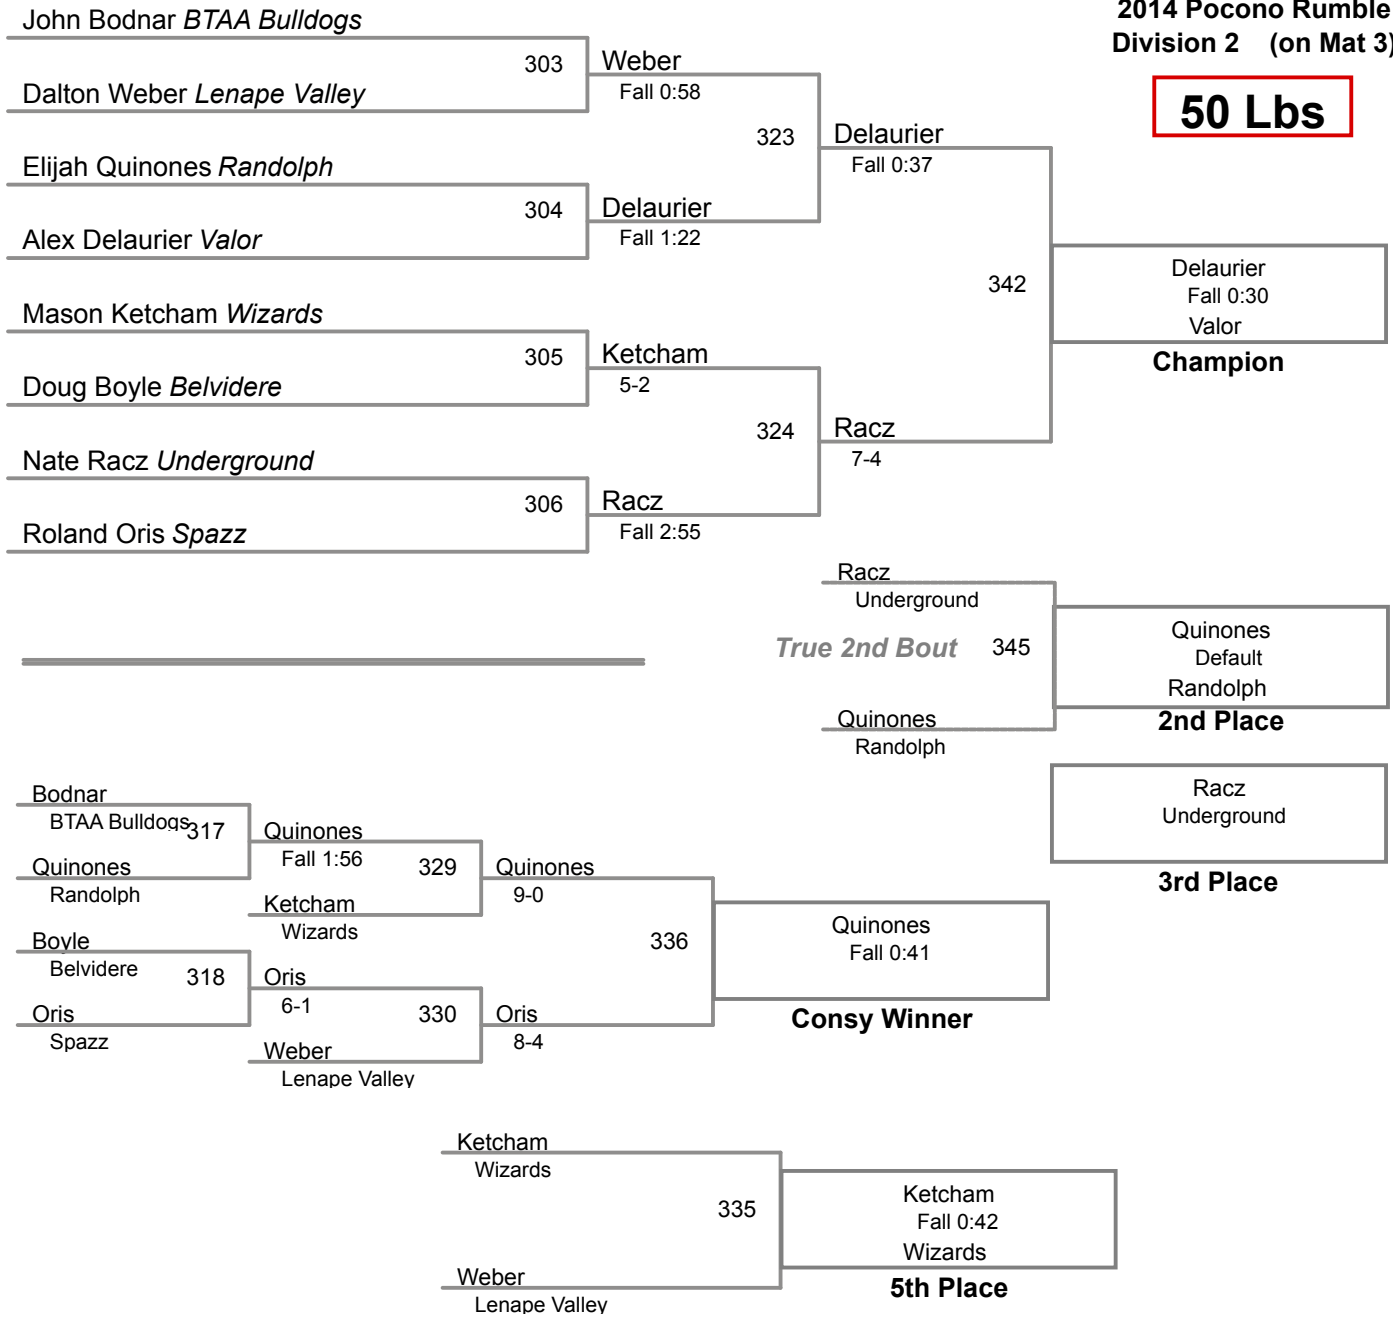 2014 Pocono Rumble
Division 2 (on Mat 3)
50 Lbs
John Bodnar BTAA Bulldogs
303
Dalton Weber Lenape Valley
Weber
Fall 0:58
323
Elijah Quinones Randolph
304
Alex Delaurier Valor
Delaurier
Fall 1:22
Delaurier
Fall 0:37
342
Mason Ketcham Wizards
305
Doug Boyle Belvidere
Ketcham
5-2
324
Nate Racz Underground
306
Roland Oris Spazz
Racz
Fall 2:55
Racz
7-4
Delaurier
Fall 0:30
Valor
Champion
Racz
Underground
True 2nd Bout 345
Quinones
Randolph
Quinones
Default
Randolph
2nd Place
Racz
Underground
3rd Place
Bodnar
BTAA Bulldogs
317
Quinones
Randolph
Quinones
Fall 1:56
329
Ketcham
Wizards
Quinones
9-0
336
Boyle
Belvidere
318
Oris
Spazz
Oris
6-1
330
Weber
Lenape Valley
Oris
8-4
Quinones
Fall 0:41
Consy Winner
Ketcham
Wizards
335
Weber
Lenape Valley
Ketcham
Fall 0:42
Wizards
5th Place